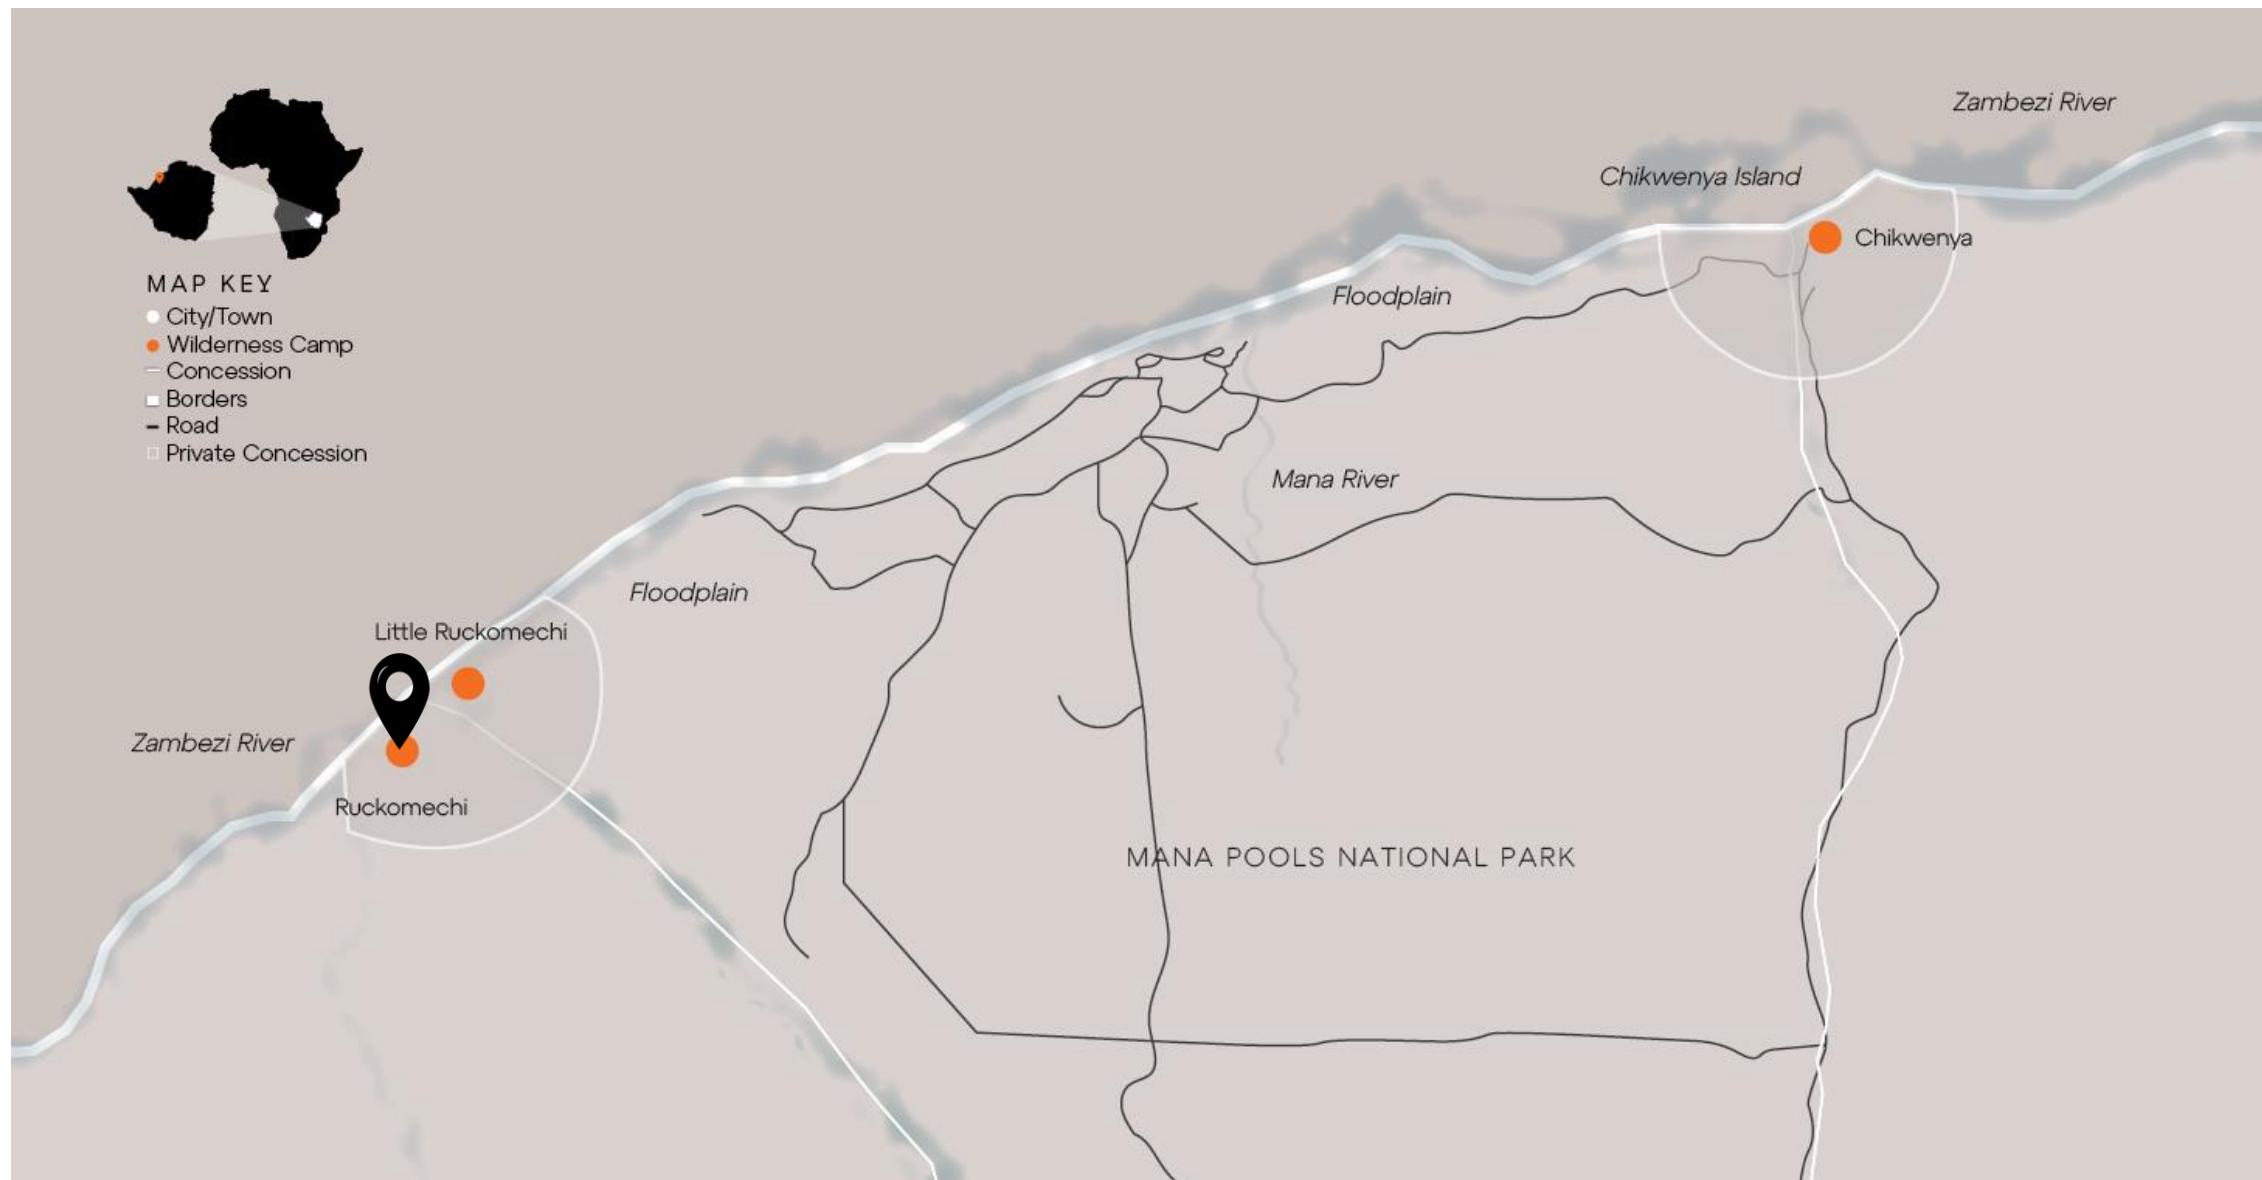 Zambezi River
Chikwenya Island
Chikwenya
MAP KEY
City/Town
Wilderness Camp
Concession
Borders
Road
Private Concession
Floodplain
Mana River
Floodplain
Little Ruckomechi
Zambezi River
Ruckomechi
MANA POOLS NATIONAL PARK